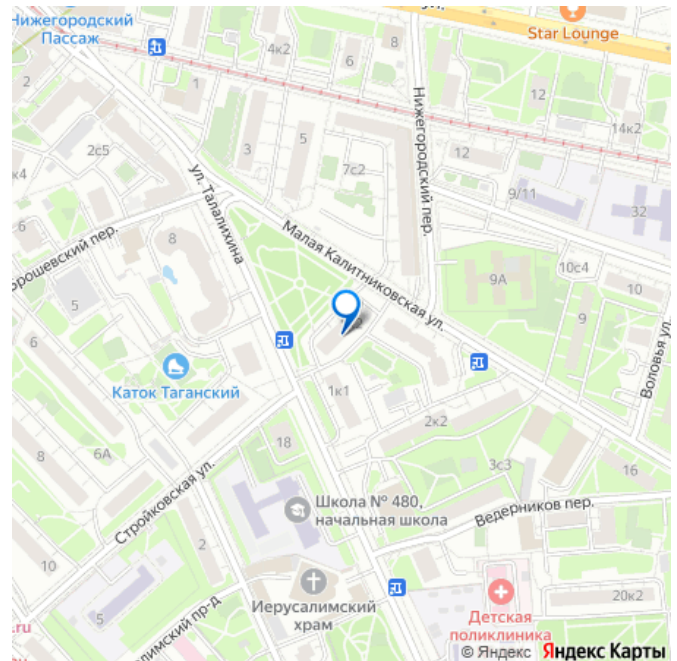 Нижегородский
Пассаж
ул.
Star Lounge
4к2
6
8
2
1
12
14к2
3
5
2с5
7с2
12
к4
Нижегородский пер.
9/11
32
ул. Талалихина
6
Малая Калитниковская ул.
8
10с4
9А
10
5
9
Воловья ул.
6
Каток Таганский
1к1
2к2
8
6А
18
3с3
16
Школа № 480,
начальная школа
Ведерников пер.
Стройковская ул.
2
10
Иерусалимский
храм
5
20к2
Детская
поликлиника
.ru
© Яндекс Яндекс Карты